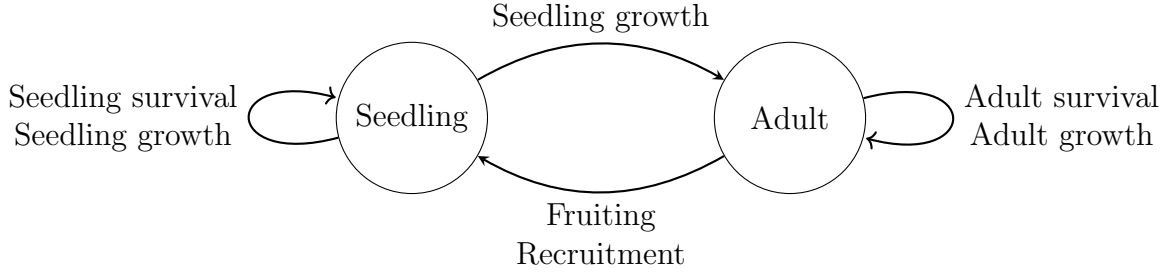 Seedling growth
Seedling survival
Seedling growth
Seedling
Adult
Adult survival
Adult growth
Fruiting
Recruitment